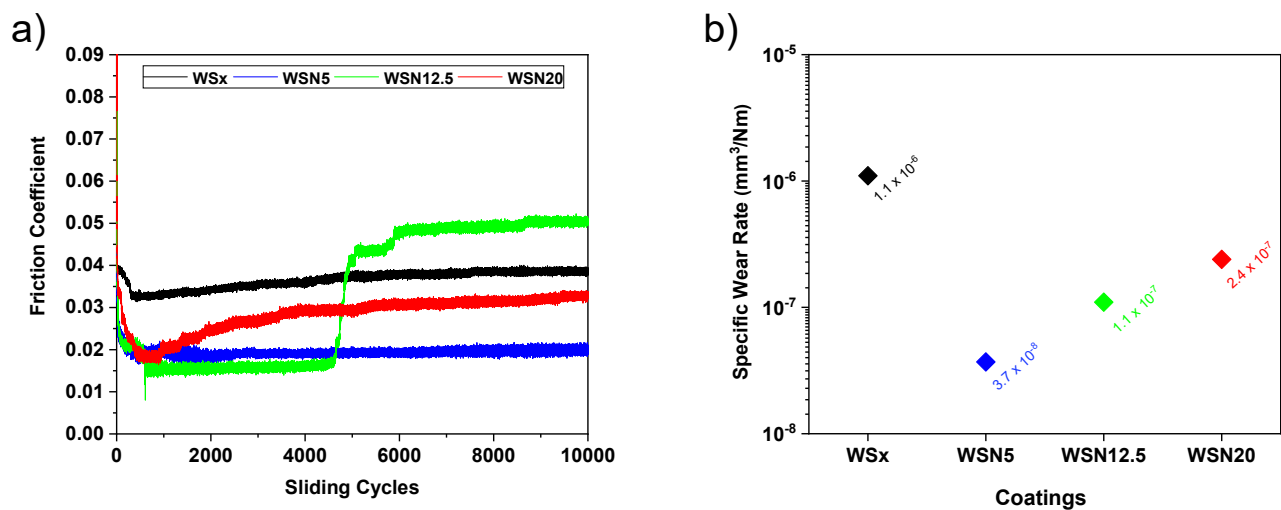 a)
0.09
0.08
0.07
0.06
0.05
0.04
0.03
0.02
0.01
0.00
Friction Coefficient
WSx WSN5 WSN12.5 WSN20
0 2000 4000 6000 8000 10000
Sliding Cycles
b)
10⁻⁵
10⁻⁶
10⁻⁷
10⁻⁸
Specific Wear Rate (mm³/Nm)
1.1 x 10⁻⁶
3.7 x 10⁻⁸
1.1 x 10⁻⁷
2.4 x 10⁻⁷
WSx WSN5 WSN12.5 WSN20
Coatings